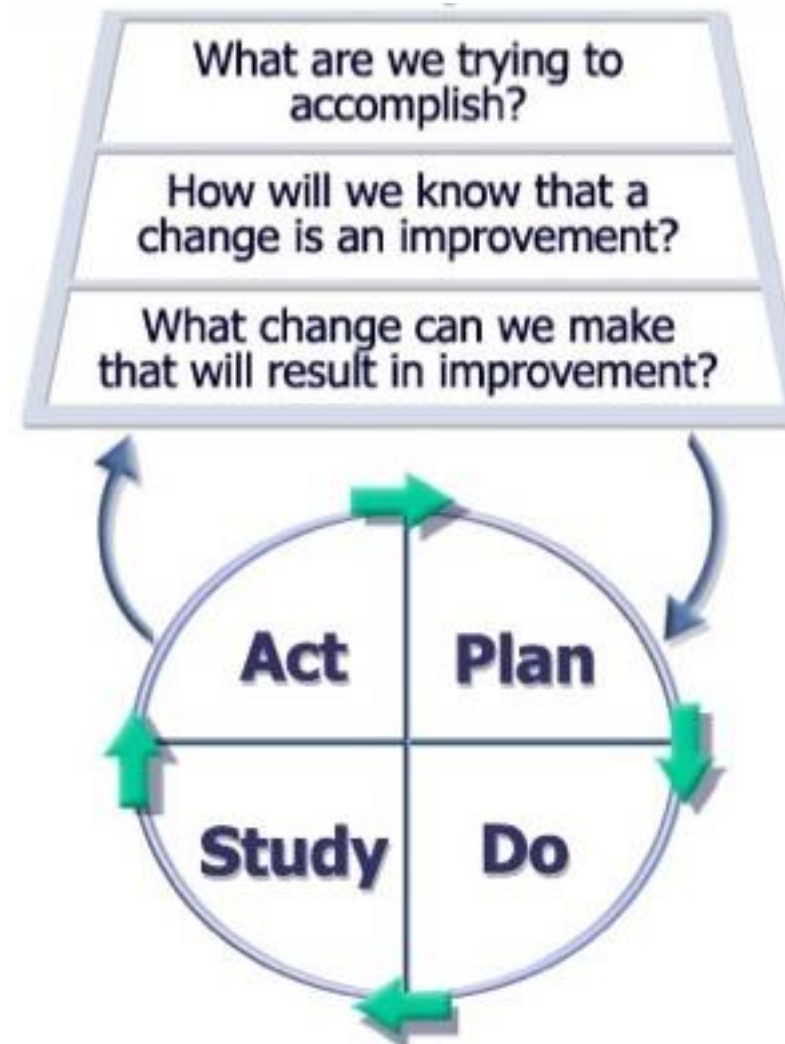 What are we trying to
accomplish?
How will we know that a
change is an improvement?
What change can we make
that will result in improvement?
Act
Plan
Study
Do